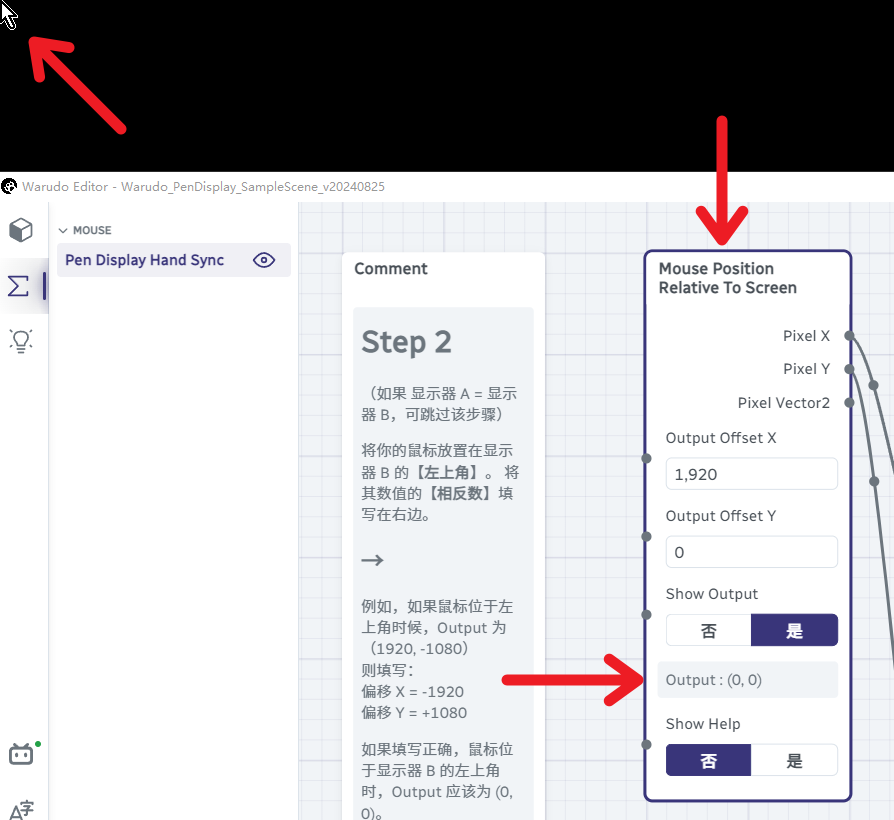 Warudo Editor - Warudo_PenDisplay_SampleScene_v20240825
MOUSE
Pen Display Hand Sync
Comment
Step 2
（如果 显示器 A = 显示
器 B，可跳过该步骤）
将你的鼠标放置在显示
器 B 的【左上角】。 将
其数值的【相反数】填
写在右边。
→
例如，如果鼠标位于左
上角时候，Output 为
（1920, -1080）
则填写：
偏移 X = -1920
偏移 Y = +1080
如果填写正确，鼠标位
于显示器 B 的左上角
时，Output 应该为 (0,
0)。
Mouse Position
Relative To Screen
Pixel X
Pixel Y
Pixel Vector2
Output Offset X
1,920
Output Offset Y
0
Show Output
否 是
Output : (0, 0)
Show Help
否 是
A字